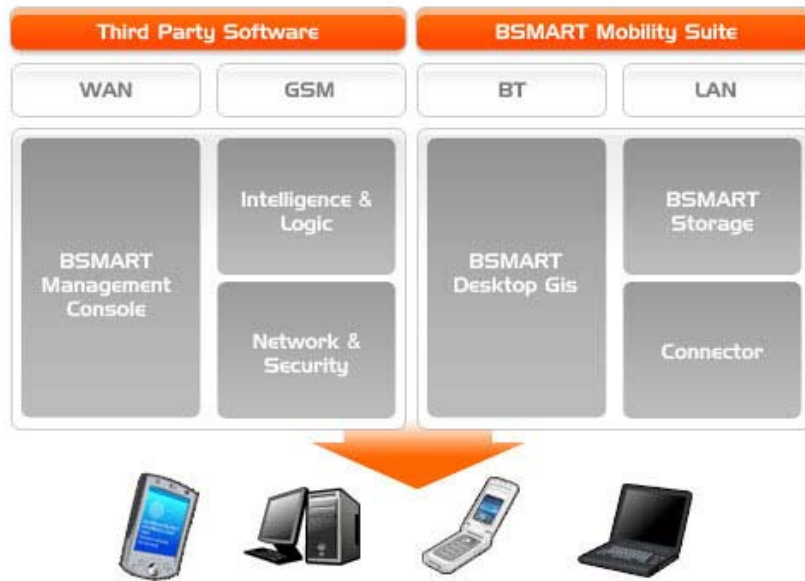 Third Party Software
BSMART Mobility Suite
WAN
GSM
BT
LAN
BSMART
Management
Console
Intelligence &
Logic
Network &
Security
BSMART
Desktop Gis
BSMART
Storage
Connector